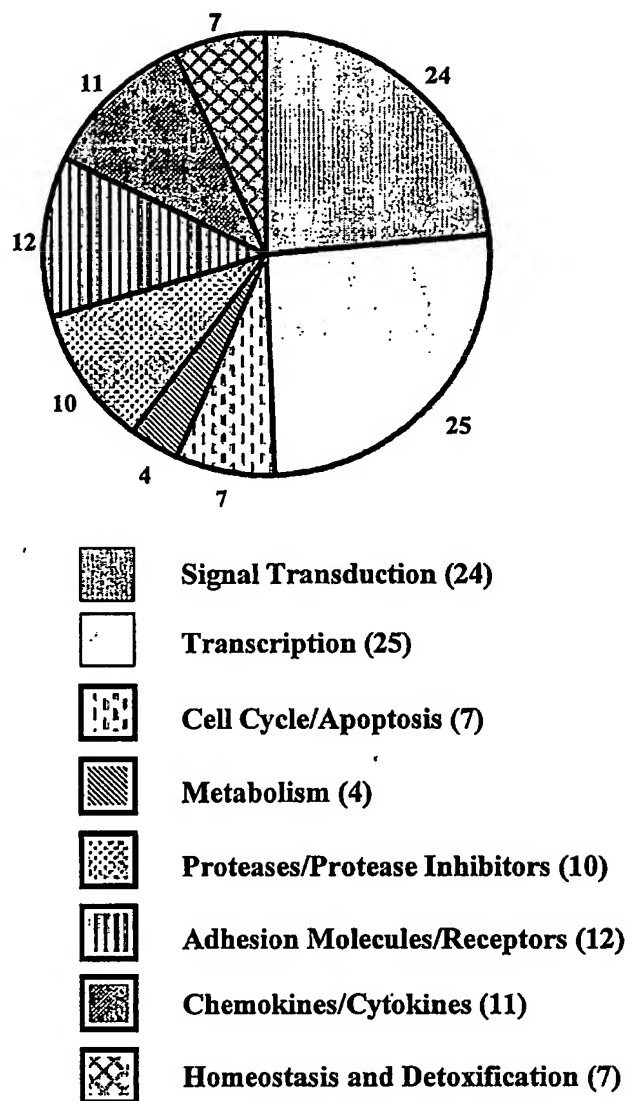 7
11
24
12
10
25
4
7
Signal Transduction (24)
Transcription (25)
Cell Cycle/Apoptosis (7)
Metabolism (4)
Proteases/Protease Inhibitors (10)
Adhesion Molecules/Receptors (12)
Chemokines/Cytokines (11)
Homeostasis and Detoxification (7)